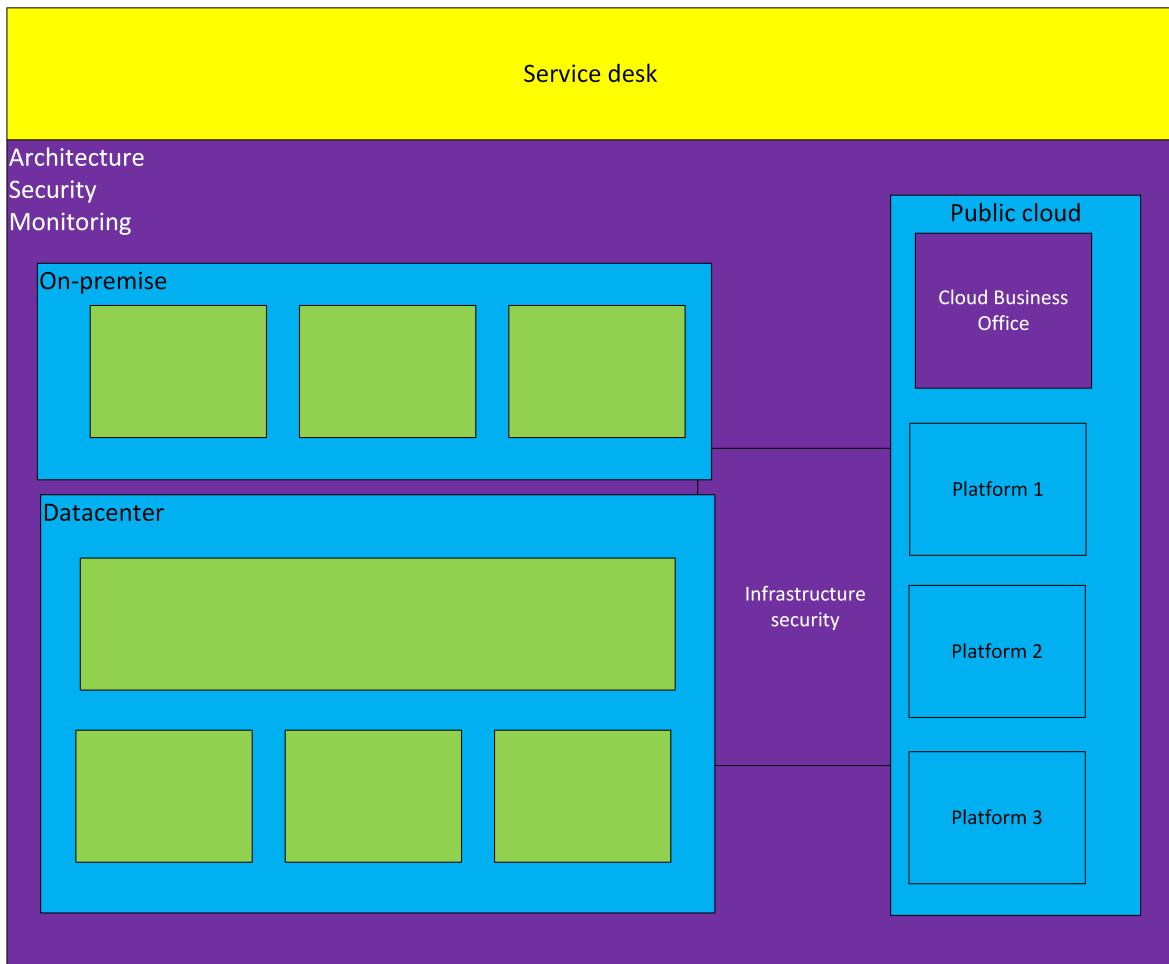 Service desk
Architecture
Security
Monitoring
Public cloud
Cloud Business
Office
On-premise
Platform 1
Datacenter
Infrastructure
security
Platform 2
Platform 3